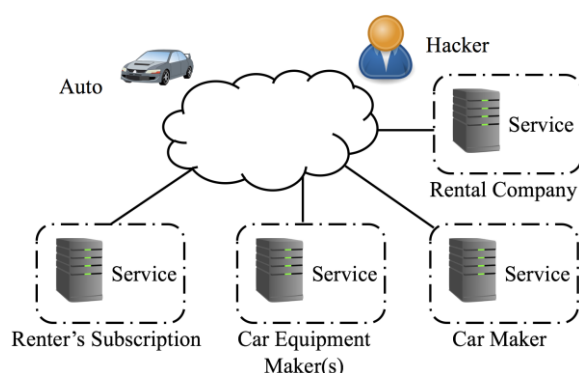 Hacker
Auto
Service
Rental Company
Service
Service
Service
Renter’s Subscription
Car Equipment
Maker(s)
Car Maker